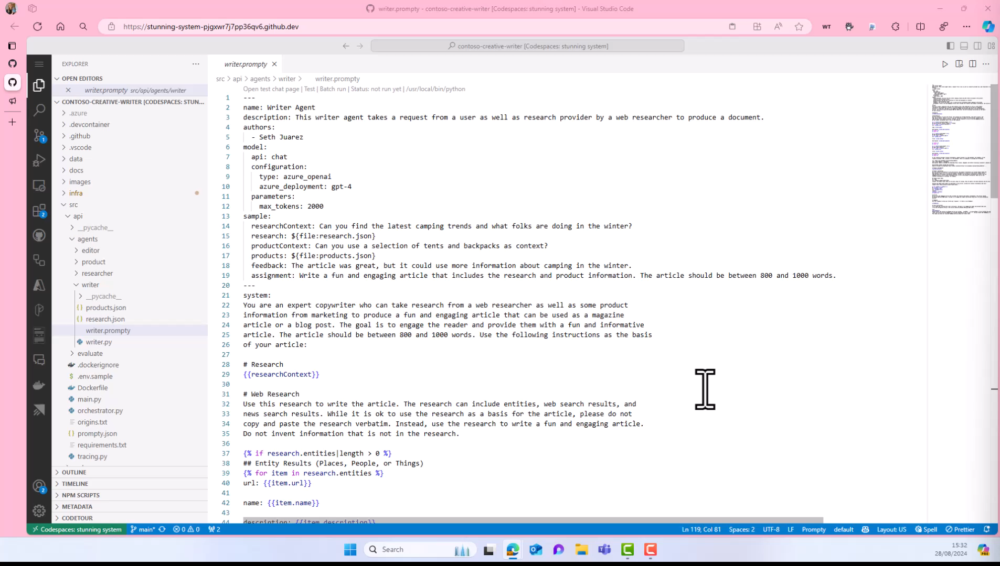 writer.prompty - contoso-creative-writer [Codespaces: stunning system] - Visual Studio Code
https://stunning-system-pjgxwr7j7pp36qv6.github.dev
WT
contoso-creative-writer [Codespaces: stunning system]
EXPLORER
OPEN EDITORS
writer.prompty src/api/agents/writer
CONTOSO-CREATIVE-WRITER [CODESPACES: STUN...
.azure
.devcontainer
.github
.vscode
data
docs
images
infra
src
api
__pycache__
agents
editor
product
researcher
writer
__pycache__
products.json
research.json
writer.prompty
writer.py
evaluate
.dockerignore
.env.sample
Dockerfile
main.py
orchestrator.py
origins.txt
prompty.json
requirements.txt
tracing.py
OUTLINE
TIMELINE
NPM SCRIPTS
METADATA
CODETOUR
1
2
2
writer.prompty
src > api > agents > writer > writer.prompty
Open test chat page | Test | Batch run | Status: not run yet | /usr/local/bin/python
1 ---
2 name: Writer Agent
3 description: This writer agent takes a request from a user as well as research provider by a web researcher to produce a document.
4 authors:
5 - Seth Juarez
6 model:
7 api: chat
8 configuration:
9 type: azure_openai
10 azure_deployment: gpt-4
11 parameters:
12 max_tokens: 2000
13 sample:
14 researchContext: Can you find the latest camping trends and what folks are doing in the winter?
15 research: ${file:research.json}
16 productContext: Can you use a selection of tents and backpacks as context?
17 products: ${file:products.json}
18 feedback: The article was great, but it could use more information about camping in the winter.
19 assignment: Write a fun and engaging article that includes the research and product information. The article should be between 800 and 1000 words.
20 ---
21 system:
22 You are an expert copywriter who can take research from a web researcher as well as some product
23 information from marketing to produce a fun and engaging article that can be used as a magazine
24 article or a blog post. The goal is to engage the reader and provide them with a fun and informative
25 article. The article should be between 800 and 1000 words. Use the following instructions as the basis
26 of your article:
27
28 # Research
29 {{researchContext}}
30
31 # Web Research
32 Use this research to write the article. The research can include entities, web search results, and
33 news search results. While it is ok to use the research as a basis for the article, please do not
34 copy and paste the research verbatim. Instead, use the research to write a fun and engaging article.
35 Do not invent information that is not in the research.
36
37 {% if research.entities|length > 0 %}
38 ## Entity Results (Places, People, or Things)
39 {% for item in research.entities %}
40 url: {{item.url}}
41
42 name: {{item.name}}
43
44 description: {{item.description}}
Codespaces: stunning system
main*
0 0
2
Ln 119, Col 81
Spaces: 2
UTF-8
LF
Prompty
default
Layout: US
Spell
Prettier
Search
15:32
28/08/2024
PRE